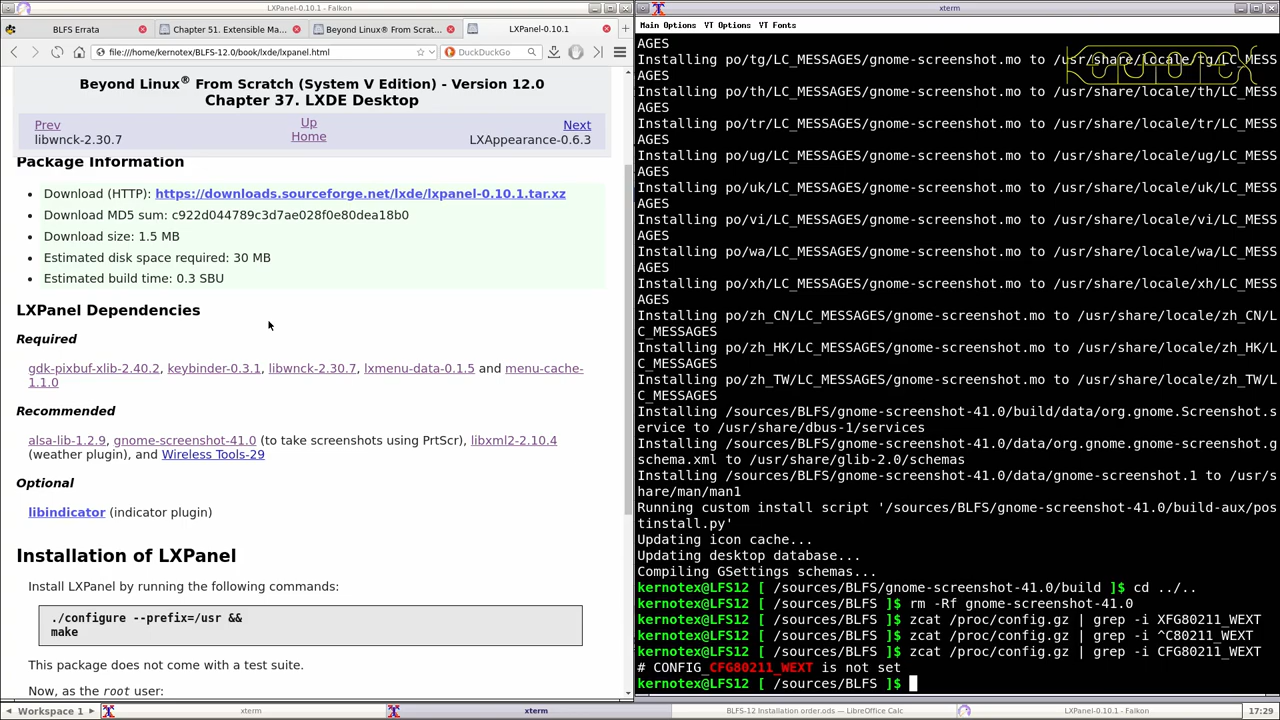 LXPanel-0.10.1 - Falkon
BLFS Errata
Chapter 51. Extensible Ma...
Beyond Linux® From Scrat...
LXPanel-0.10.1
file:///home/kernotex/BLFS-12.0/book/lxde/lxpanel.html
DuckDuckGo
Beyond Linux® From Scratch (System V Edition) - Version 12.0
Chapter 37. LXDE Desktop
Prev
Up
Next
libwnck-2.30.7
Home
LXAppearance-0.6.3
Package Information
• Download (HTTP): https://downloads.sourceforge.net/lxde/lxpanel-0.10.1.tar.xz
• Download MD5 sum: c922d044789c3d7ae028f0e80dea18b0
• Download size: 1.5 MB
• Estimated disk space required: 30 MB
• Estimated build time: 0.3 SBU
LXPanel Dependencies
Required
gdk-pixbuf-xlib-2.40.2, keybinder-0.3.1, libwnck-2.30.7, lxmenu-data-0.1.5 and menu-cache-
1.1.0
Recommended
alsa-lib-1.2.9, gnome-screenshot-41.0 (to take screenshots using PrtScr), libxml2-2.10.4
(weather plugin), and Wireless Tools-29
Optional
libindicator (indicator plugin)
Installation of LXPanel
Install LXPanel by running the following commands:
./configure --prefix=/usr &&
make
This package does not come with a test suite.
Now, as the root user:
xterm
Main Options VT Options VT Fonts
AGES
Installing po/tg/LC_MESSAGES/gnome-screenshot.mo to /usr/share/locale/tg/LC_MESS
AGES
Installing po/th/LC_MESSAGES/gnome-screenshot.mo to /usr/share/locale/th/LC_MESS
AGES
Installing po/tr/LC_MESSAGES/gnome-screenshot.mo to /usr/share/locale/tr/LC_MESS
AGES
Installing po/ug/LC_MESSAGES/gnome-screenshot.mo to /usr/share/locale/ug/LC_MESS
AGES
Installing po/uk/LC_MESSAGES/gnome-screenshot.mo to /usr/share/locale/uk/LC_MESS
AGES
Installing po/vi/LC_MESSAGES/gnome-screenshot.mo to /usr/share/locale/vi/LC_MESS
AGES
Installing po/wa/LC_MESSAGES/gnome-screenshot.mo to /usr/share/locale/wa/LC_MESS
AGES
Installing po/xh/LC_MESSAGES/gnome-screenshot.mo to /usr/share/locale/xh/LC_MESS
AGES
Installing po/zh_CN/LC_MESSAGES/gnome-screenshot.mo to /usr/share/locale/zh_CN/L
C_MESSAGES
Installing po/zh_HK/LC_MESSAGES/gnome-screenshot.mo to /usr/share/locale/zh_HK/L
C_MESSAGES
Installing po/zh_TW/LC_MESSAGES/gnome-screenshot.mo to /usr/share/locale/zh_TW/L
C_MESSAGES
Installing /sources/BLFS/gnome-screenshot-41.0/build/data/org.gnome.Screenshot.s
ervice to /usr/share/dbus-1/services
Installing /sources/BLFS/gnome-screenshot-41.0/data/org.gnome.gnome-screenshot.g
schema.xml to /usr/share/glib-2.0/schemas
Installing /sources/BLFS/gnome-screenshot-41.0/data/gnome-screenshot.1 to /usr/s
hare/man/man1
Running custom install script '/sources/BLFS/gnome-screenshot-41.0/build-aux/pos
tinstall.py'
Updating icon cache...
Updating desktop database...
Compiling GSettings schemas...
kernotex@LFS12 [ /sources/BLFS/gnome-screenshot-41.0/build ]$ cd ../..
kernotex@LFS12 [ /sources/BLFS ]$ rm -Rf gnome-screenshot-41.0
kernotex@LFS12 [ /sources/BLFS ]$ zcat /proc/config.gz | grep -i XFG80211_WEXT
kernotex@LFS12 [ /sources/BLFS ]$ zcat /proc/config.gz | grep -i ^C80211_WEXT
kernotex@LFS12 [ /sources/BLFS ]$ zcat /proc/config.gz | grep -i CFG80211_WEXT
# CONFIG_CFG80211_WEXT is not set
kernotex@LFS12 [ /sources/BLFS ]$
Workspace 1
xterm
xterm
BLFS-12 Installation order.ods — LibreOffice Calc
LXPanel-0.10.1 - Falkon
17:29